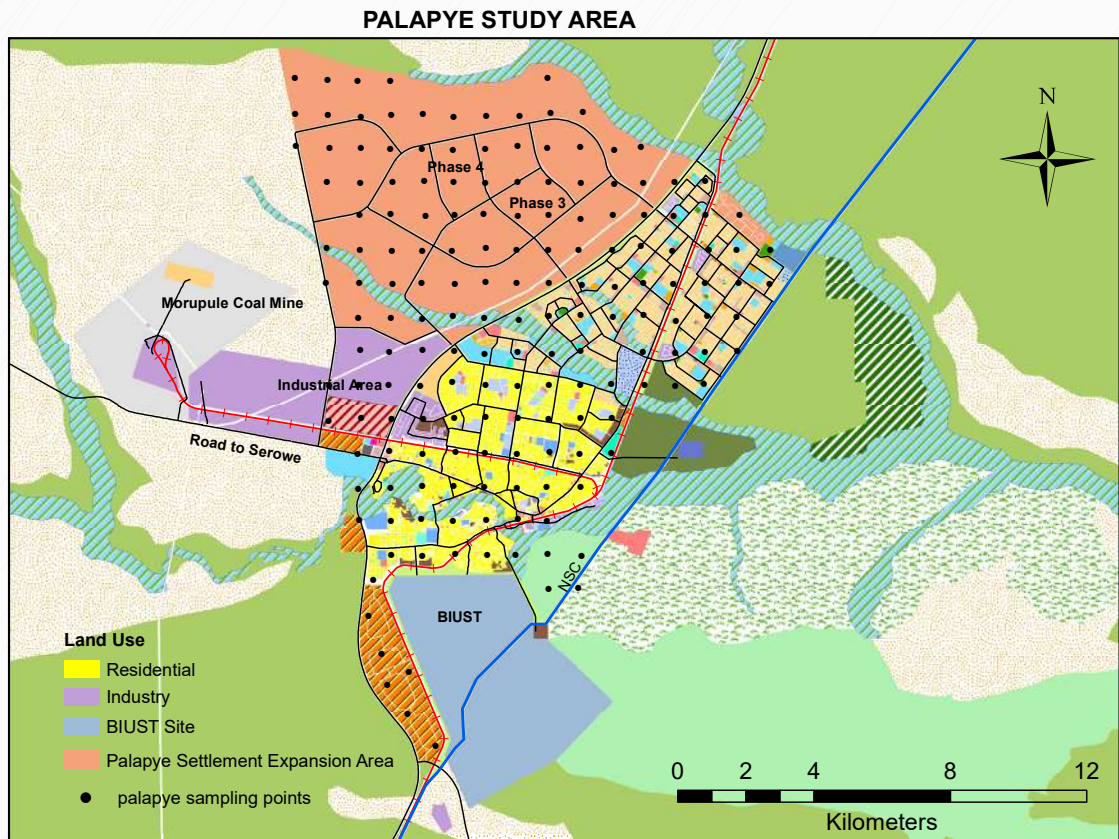 PALAPYE STUDY AREA
N
Phase 4
Phase 3
Morupule Coal Mine
Industrial Area
Road to Serowe
NSC
BIUST
Land Use
Residential
Industry
BIUST Site
Palapye Settlement Expansion Area
palapye sampling points
0 2 4 8 12
Kilometers